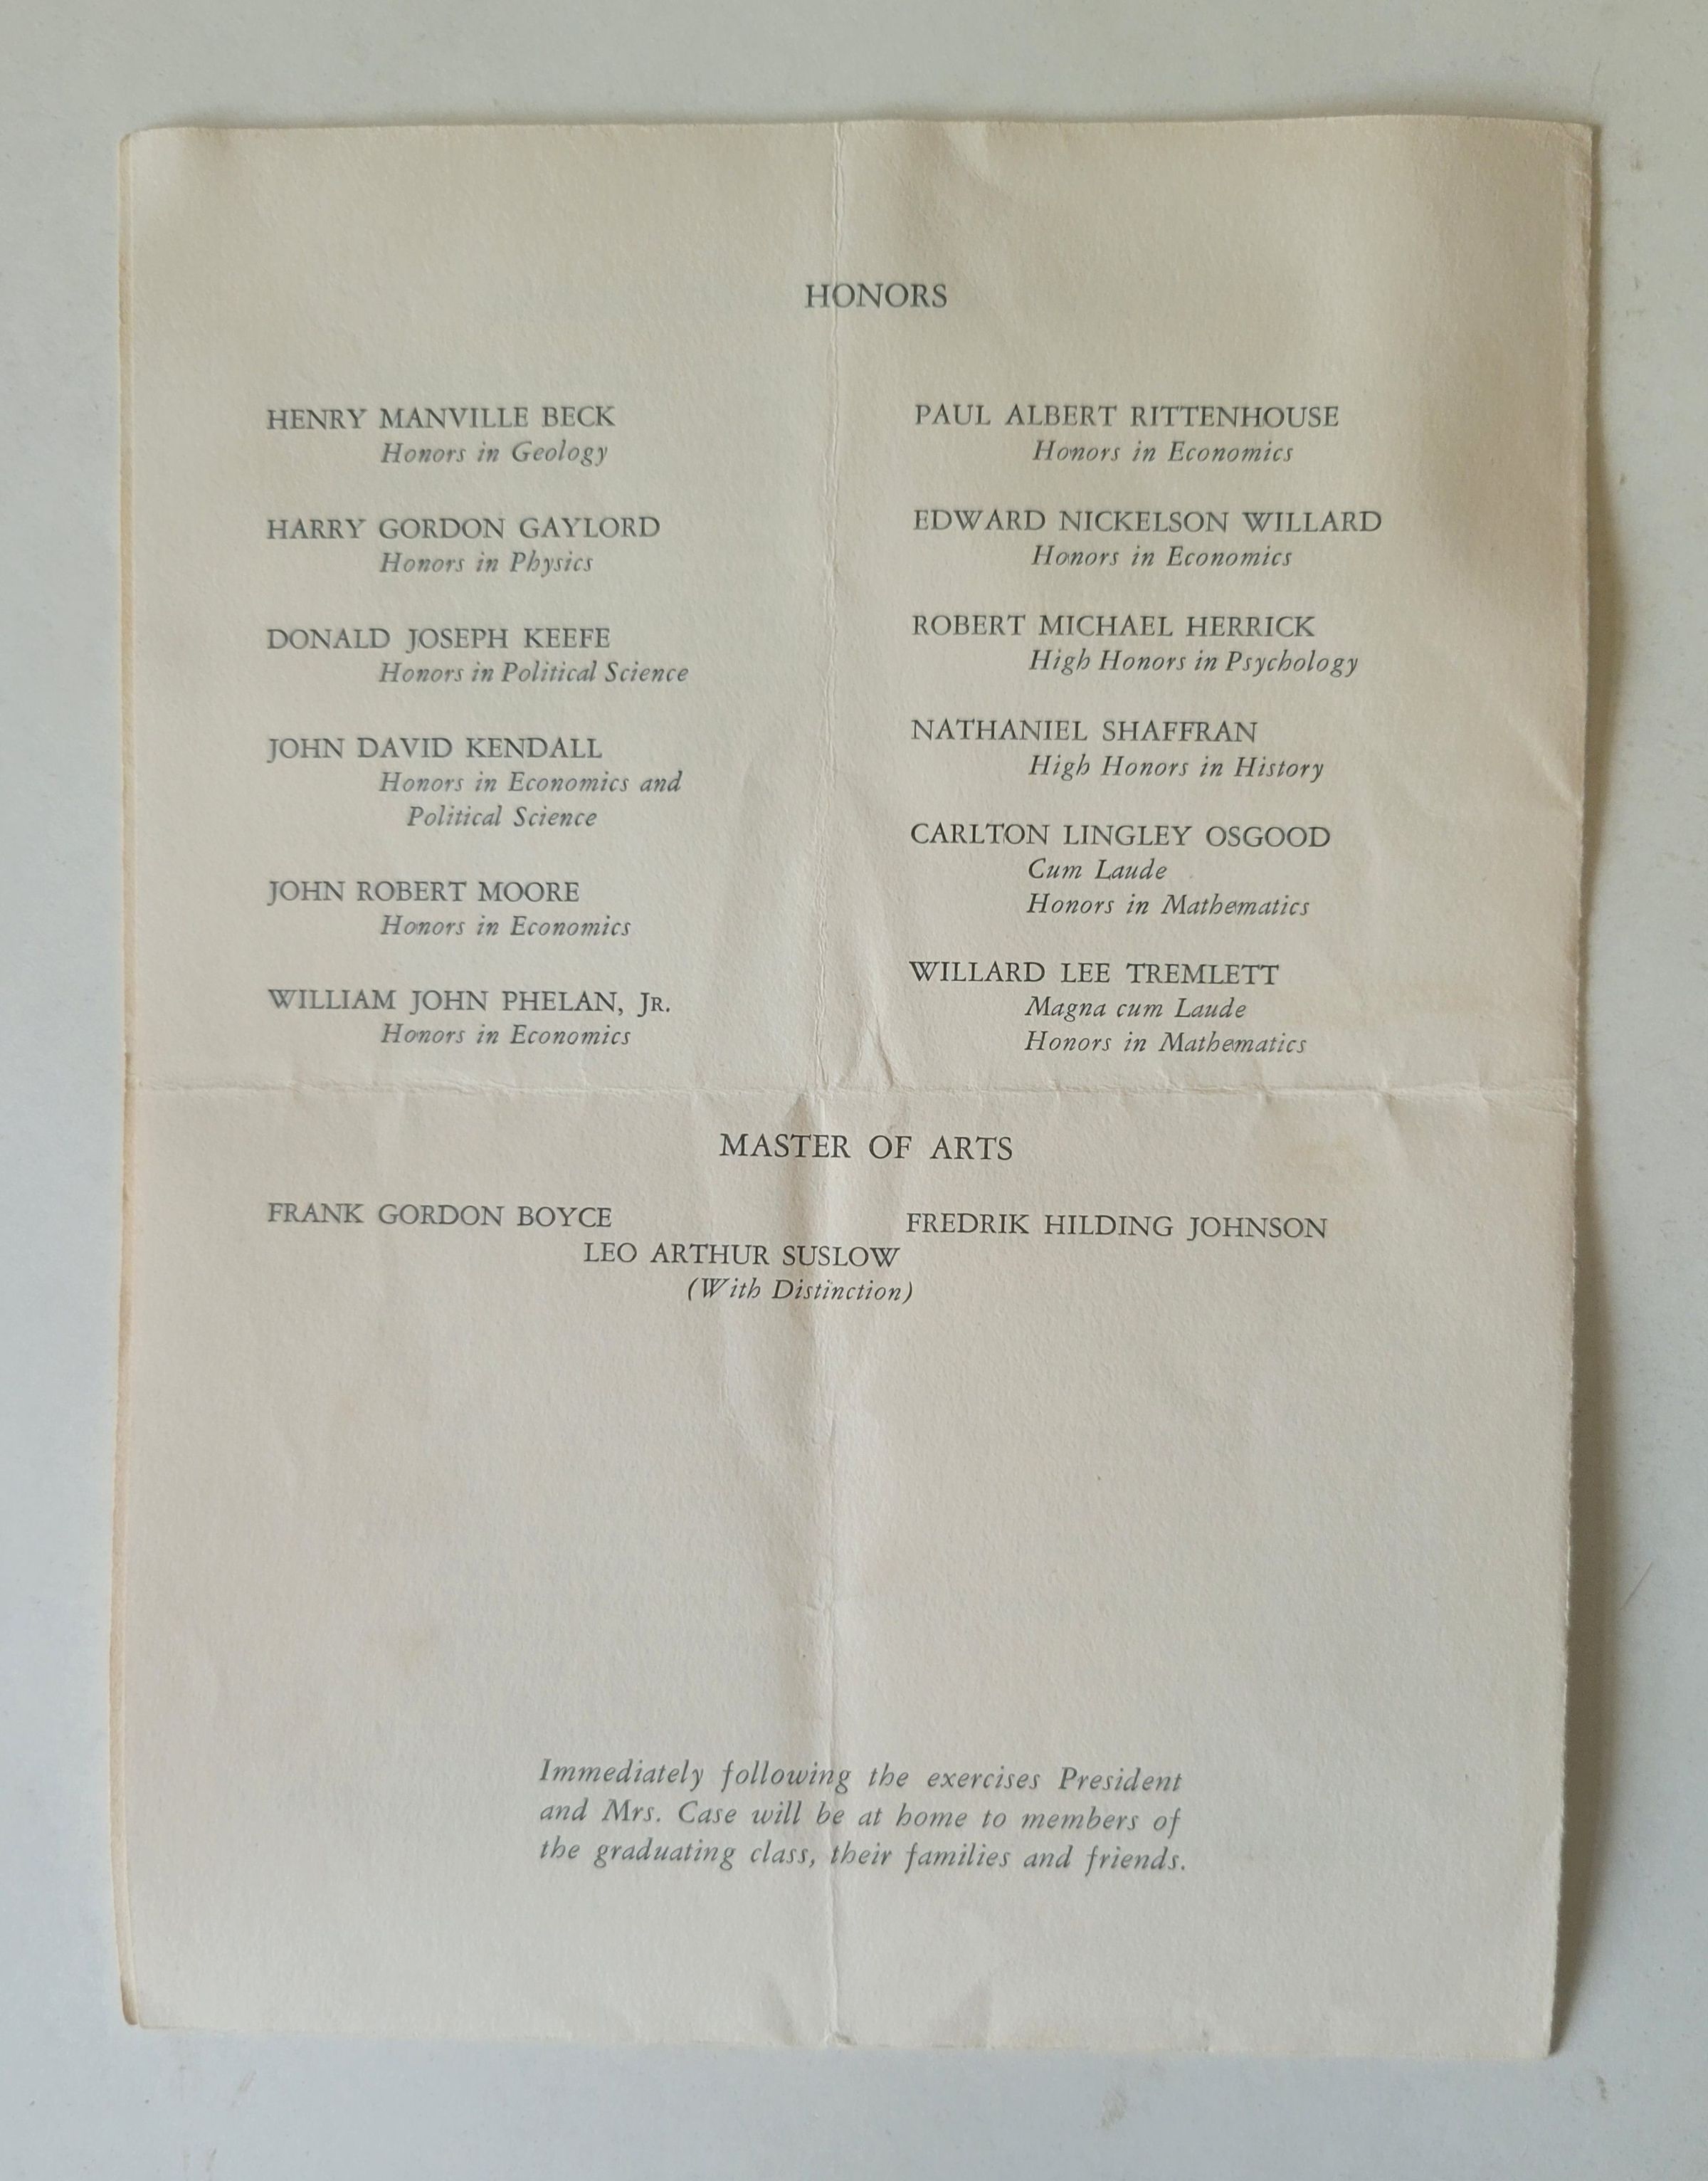 HONORS
HENRY MANVILLE BECK
Honors in Geology
HARRY GORDON GAYLORD
Honors in Physics
DONALD JOSEPH KEEFE
Honors in Political Science
JOHN DAVID KENDALL
Honors in Economics and
Political Science
JOHN ROBERT MOORE
Honors in Economics
WILLIAM JOHN PHELAN, JR.
Honors in Economics
PAUL ALBERT RITTENHOUSE
Honors in Economics
EDWARD NICKELSON WILLARD
Honors in Economics
ROBERT MICHAEL HERRICK
High Honors in Psychology
NATHANIEL SHAFFRAN
High Honors in History
CARLTON LINGLEY OSGOOD
Cum Laude
Honors in Mathematics
WILLARD LEE TREMLETT
Magna cum Laude
Honors in Mathematics
MASTER OF ARTS
FRANK GORDON BOYCE
FREDRIK HILDING JOHNSON
LEO ARTHUR SUSLOW
(With Distinction)
Immediately following the exercises President
and Mrs. Case will be at home to members of
the graduating class, their families and friends.